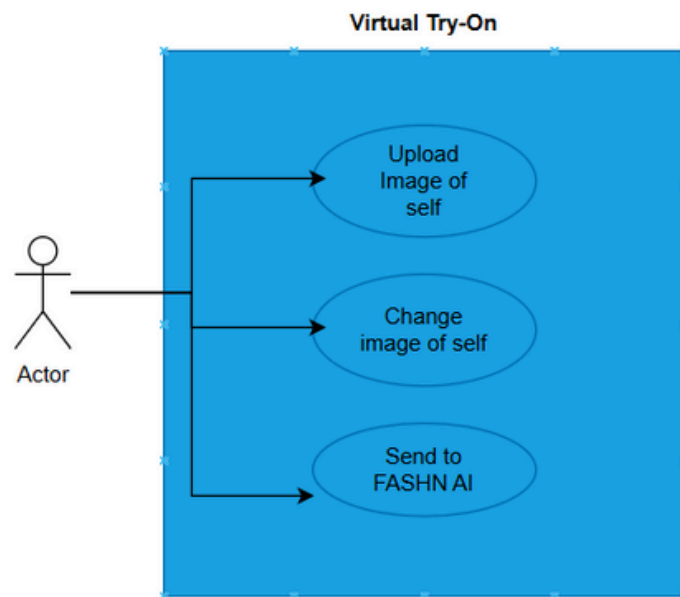 Virtual Try-On
Upload
Image of
self
Actor
Change
image of self
Send to
FASHN AI